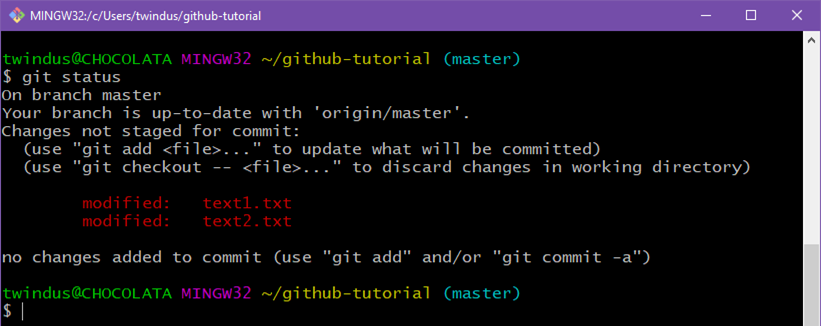 MINGW32:/c/Users/twindus/github-tutorial
twindus@CHOCOLATA MINGW32 ~/github-tutorial (master)
$ git status
On branch master
Your branch is up-to-date with 'origin/master'.
Changes not staged for commit:
  (use "git add <file>..." to update what will be committed)
  (use "git checkout -- <file>..." to discard changes in working directory)
        modified:   text1.txt
        modified:   text2.txt
no changes added to commit (use "git add" and/or "git commit -a")
twindus@CHOCOLATA MINGW32 ~/github-tutorial (master)
$